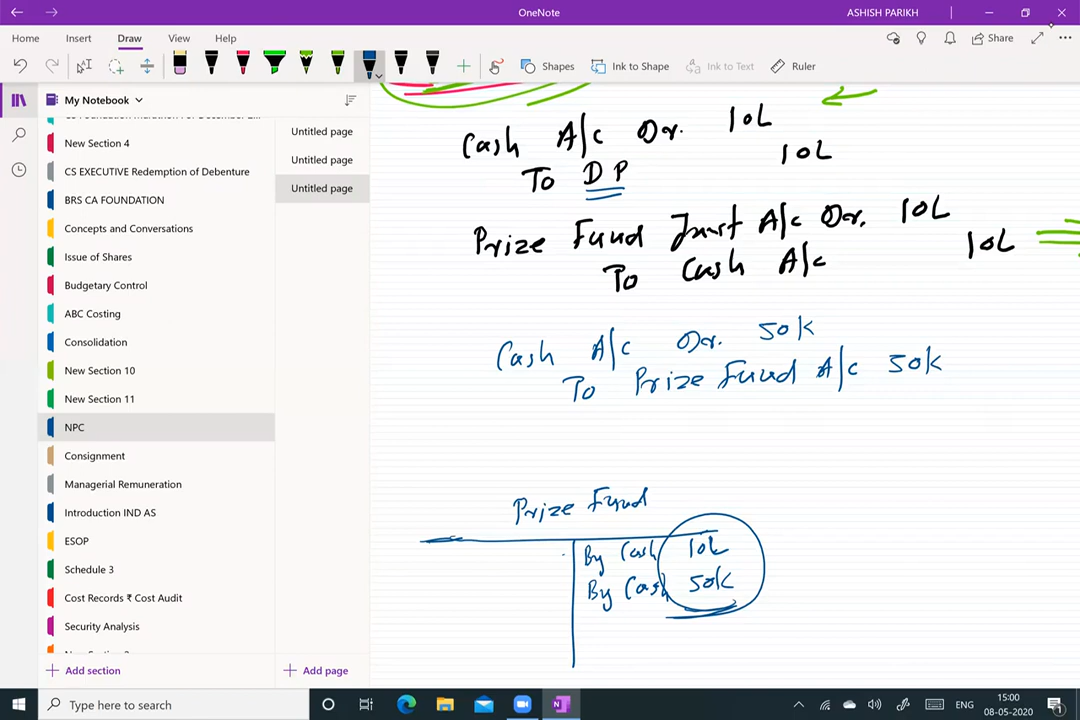 OneNote
ASHISH PARIKH
Home Insert Draw View Help
Share
Shapes Ink to Shape Ink to Text Ruler
My Notebook
New Section 4
CS EXECUTIVE Redemption of Debenture
BRS CA FOUNDATION
Concepts and Conversations
Issue of Shares
Budgetary Control
ABC Costing
Consolidation
New Section 10
New Section 11
NPC
Consignment
Managerial Remuneration
Introduction IND AS
ESOP
Schedule 3
Cost Records ₹ Cost Audit
Security Analysis
Add section
Untitled page
Untitled page
Untitled page
Add page
Cash A/c Dr. 10L
To DP 10L
Prize Fund Invt A/c Dr. 10L
To Cash A/c 10L
Cash A/c Dr. 50k
To Prize Fund A/c 50k
Prize Fund
By Cash 10L
By Cash 50k
Type here to search
ENG
15:00
08-05-2020
1